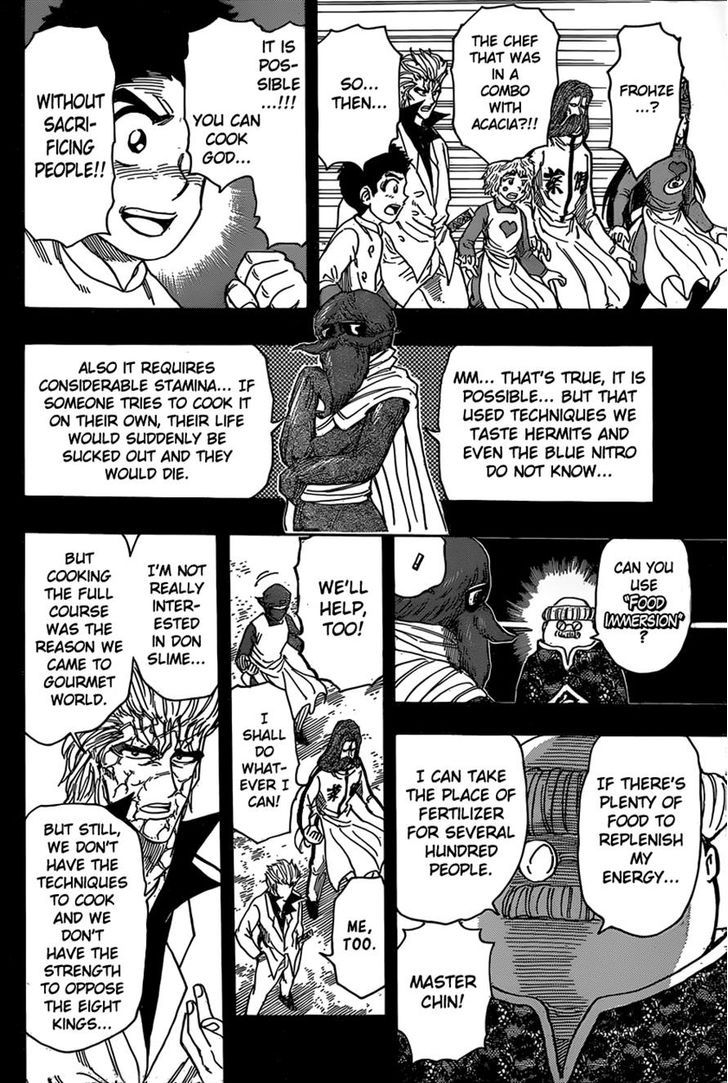 FROHZE
...?
THE CHEF
THAT WAS
IN A
COMBO
WITH
ACACIA?!!
SO...
THEN...
IT IS
POS-
SIBLE
...!!!
YOU CAN
COOK
GOD...
WITHOUT
SACRI-
FICING
PEOPLE!!
MM... THAT'S TRUE, IT IS
POSSIBLE... BUT THAT
USED TECHNIQUES WE
TASTE HERMITS AND
EVEN THE BLUE NITRO
DO NOT KNOW...
ALSO IT REQUIRES
CONSIDERABLE STAMINA... IF
SOMEONE TRIES TO COOK IT
ON THEIR OWN, THEIR LIFE
WOULD SUDDENLY BE
SUCKED OUT AND THEY
WOULD DIE.
CAN YOU
USE
"FOOD
IMMERSION"
?
!
IF THERE'S
PLENTY OF
FOOD TO
REPLENISH
MY
ENERGY...
I CAN TAKE
THE PLACE OF
FERTILIZER
FOR SEVERAL
HUNDRED
PEOPLE.
MASTER
CHIN!
WE'LL
HELP,
TOO!
I
SHALL
DO
WHAT-
EVER I
CAN!
ME,
TOO.
I'M NOT
REALLY
INTER-
ESTED
IN DON
SLIME...
BUT
COOKING
THE FULL
COURSE
WAS THE
REASON WE
CAME TO
GOURMET
WORLD.
BUT STILL,
WE DON'T
HAVE THE
TECHNIQUES
TO COOK
AND WE
DON'T
HAVE THE
STRENGTH
TO OPPOSE
THE EIGHT
KINGS...